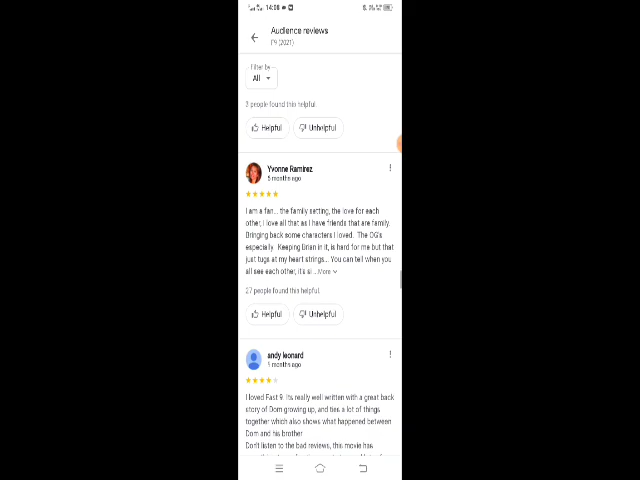 14:08
Audience reviews
F9 (2021)
Filter by
All
3 people found this helpful.
Helpful
Unhelpful
Yvonne Ramirez
5 months ago
I am a fan... the family setting, the love for each
other, I love all that as I have friends that are family.
Bringing back some characters I loved. The OG's
especially. Keeping Brian in it, is hard for me but that
just tugs at my heart strings... You can tell when you
all see each other, it's si ... More
27 people found this helpful.
Helpful
Unhelpful
andy leonard
months ago
I loved Fast 9. Its really well written with a great back
story of Dom growing up, and ties a lot of things
together which also shows what happened between
Dom and his brother
Don't listen to the bad reviews, this movie has